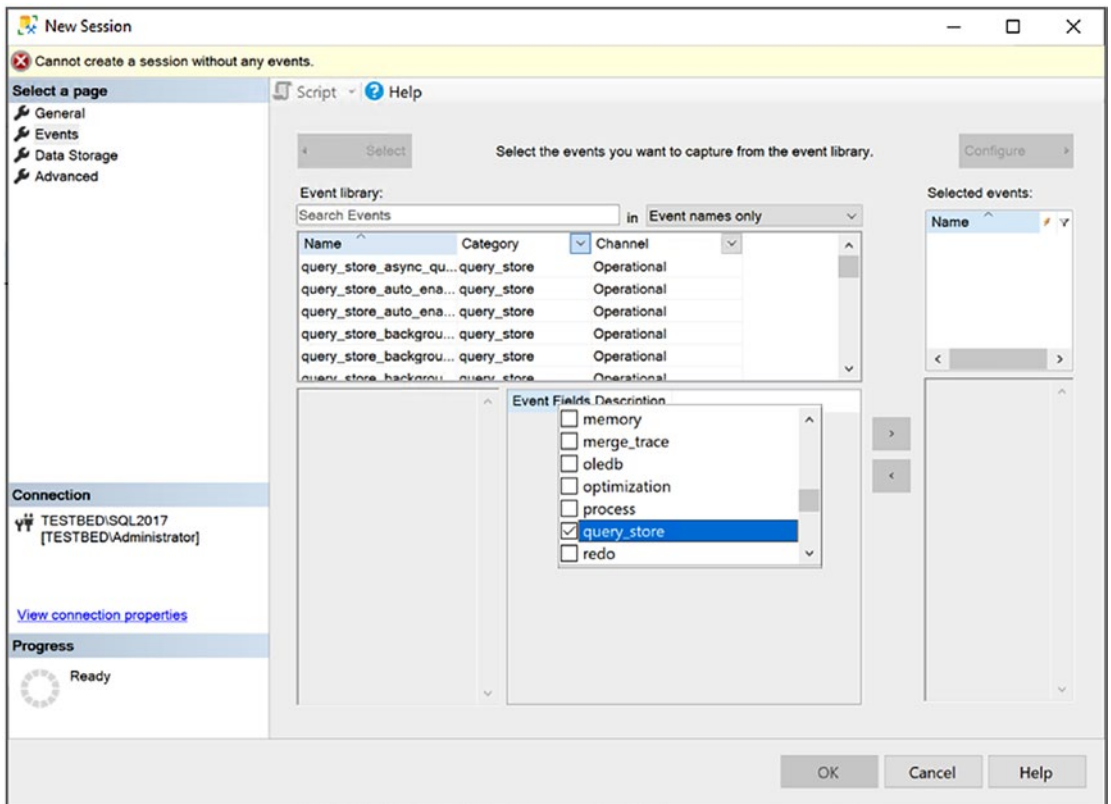 New Session
Cannot create a session without any events.
Select a page
General
Events
Data Storage
Advanced
Script
Help
Select
Select the events you want to capture from the event library.
Configure
Event library:
Search Events
in
Event names only
Name Category Channel
query_store_async_qu... query_store Operational
query_store_auto_ena... query_store Operational
query_store_auto_ena... query_store Operational
query_store_backgrou... query_store Operational
query_store_backgrou... query_store Operational
query_store_backgrou... query_store Operational
Selected events:
Name
Event Fields Description
memory
merge_trace
oledb
optimization
process
query_store
redo
Connection
TESTBED\SQL2017
[TESTBED\Administrator]
View connection properties
Progress
Ready
OK
Cancel
Help